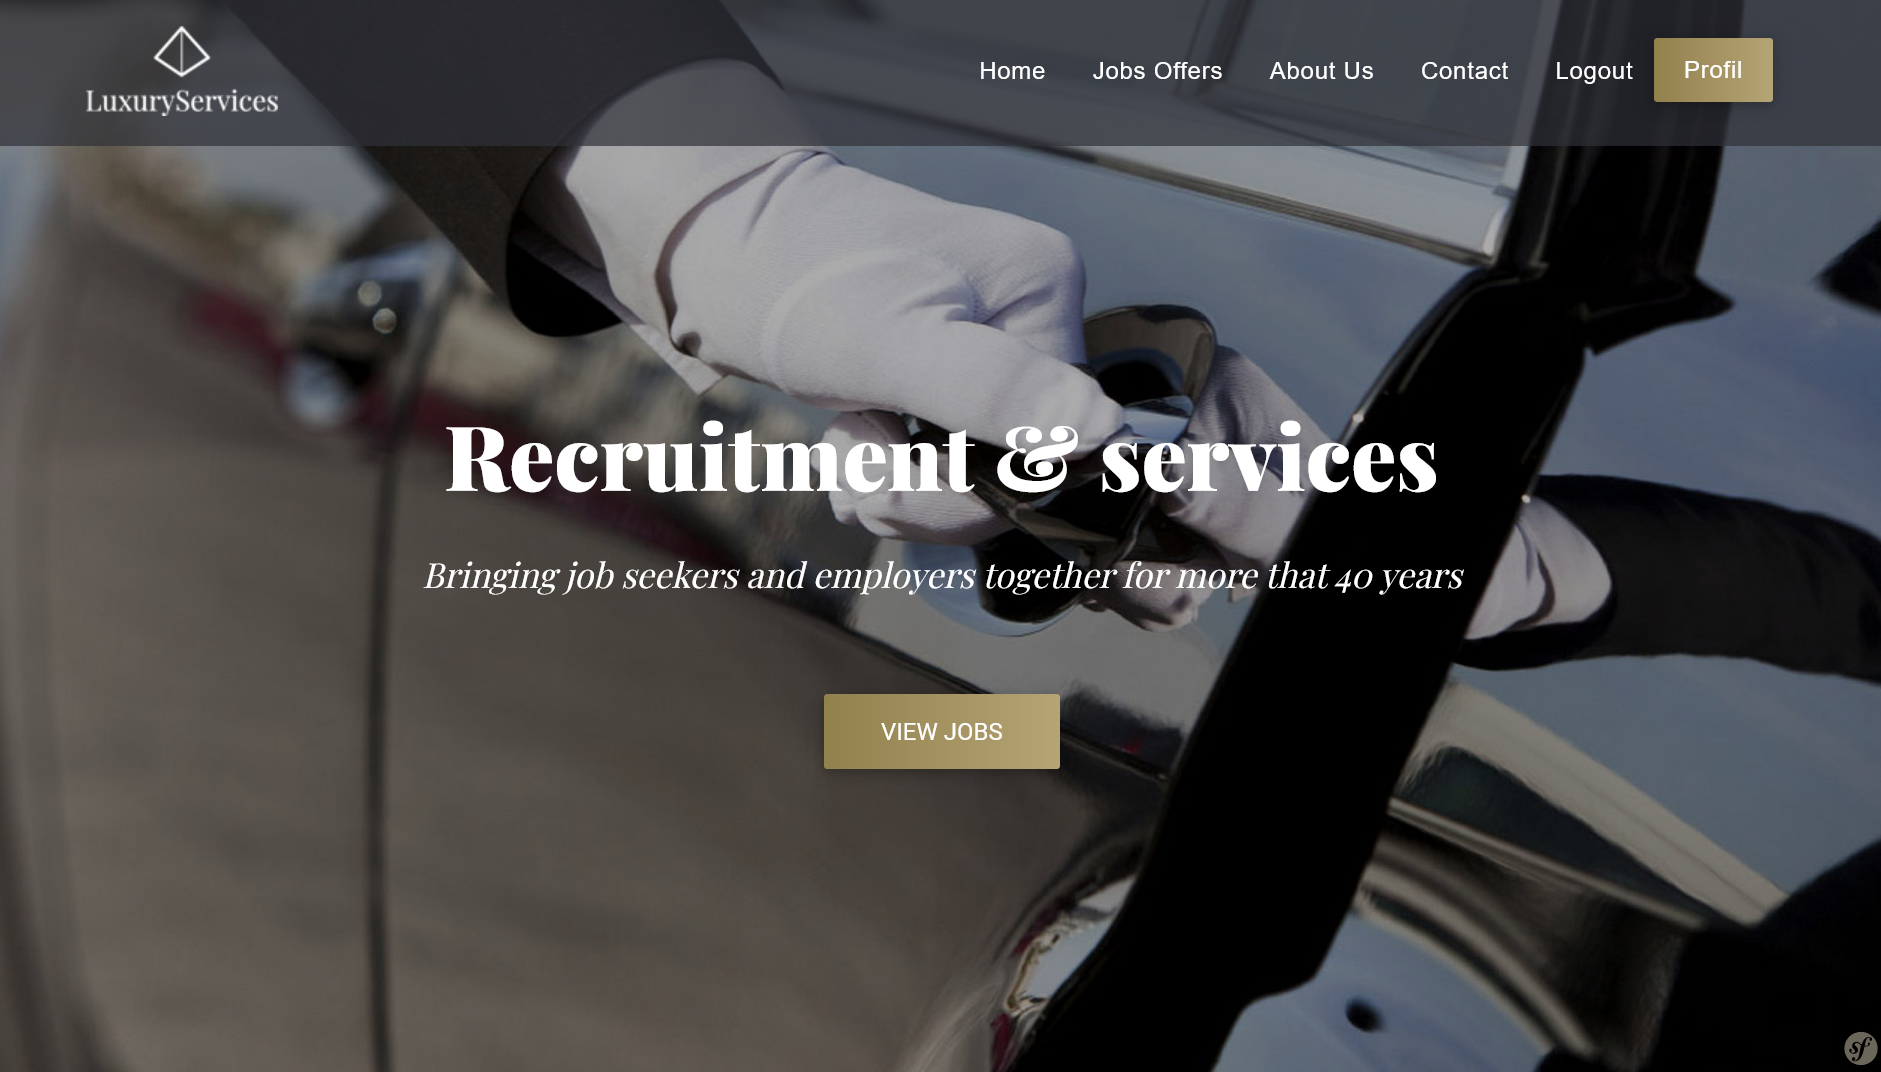 LuxuryServices
Home Jobs Offers About Us Contact Logout Profil
Recruitment & services
Bringing job seekers and employers together for more that 40 years
VIEW JOBS
sf